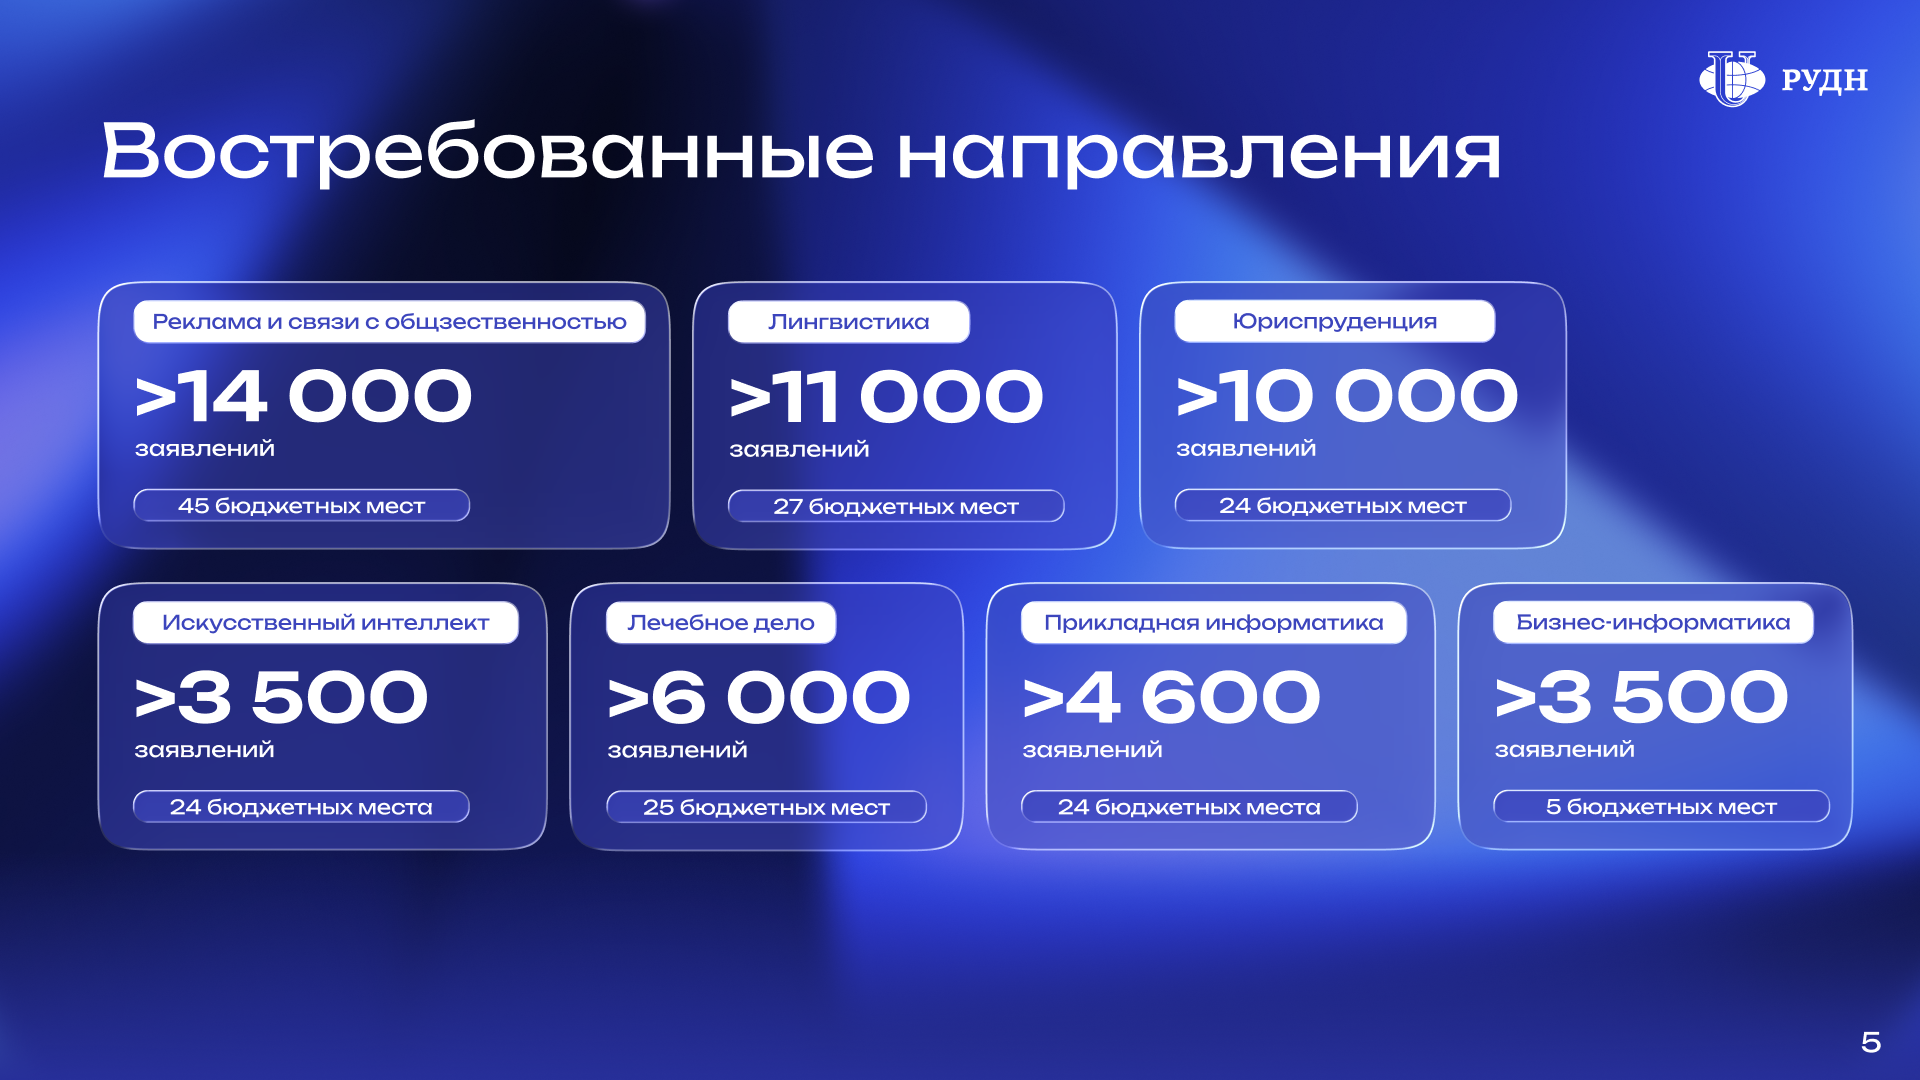 РУДН
Востребованные направления
Реклама и связи с общзественностью
>14 000
заявлений
45 бюджетных мест
Лингвистика
>11 000
заявлений
27 бюджетных мест
Юриспруденция
>10 000
заявлений
24 бюджетных мест
Искусственный интеллект
>3 500
заявлений
24 бюджетных места
Лечебное дело
>6 000
заявлений
25 бюджетных мест
Прикладная информатика
>4 600
заявлений
24 бюджетных места
Бизнес-информатика
>3 500
заявлений
5 бюджетных мест
5